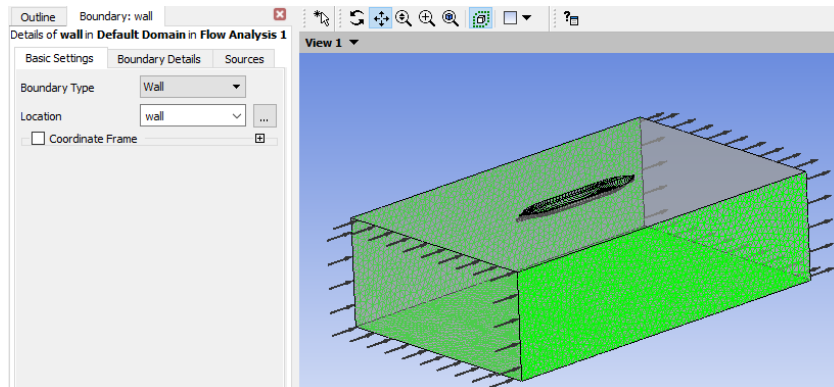 Outline Boundary: wall
Details of wall in Default Domain in Flow Analysis 1
Basic Settings Boundary Details Sources
Boundary Type Wall
Location wall ...
Coordinate Frame
View 1